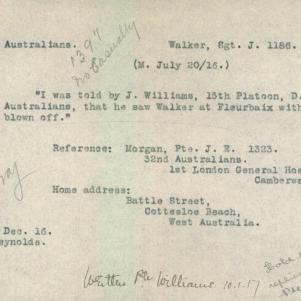 Australians. Walker, Sgt. J. 1186.
1397
No Casualty
(M. July 20/16.)
"I was told by J. Williams, 15th Platoon, D.
Australians, that he saw Walker at Fleurbaix with
blown off."
Reference: Morgan, Pte. J. E. 1323.
32nd Australians.
1st London General Hos
Camberw
Home address:
Battle Street,
Cottesloe Beach,
West Australia.
Dec. 16.
eynolds.
Written Pte Williams 10.1.17